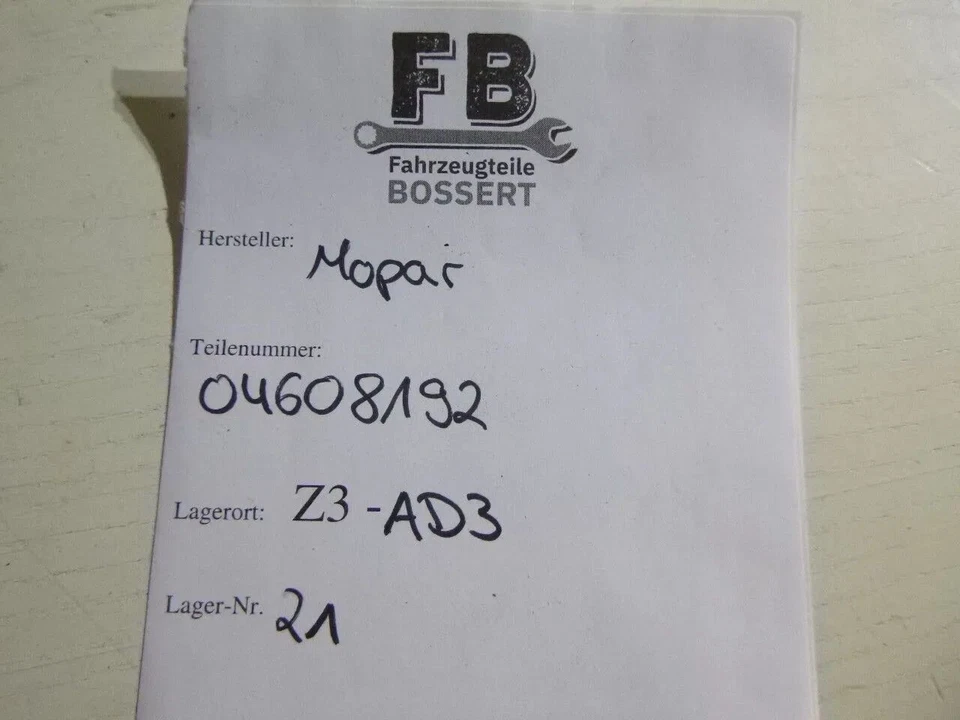 FB
Fahrzeugteile
BOSSERT
Hersteller: Mopar
Teilenummer:
04608192
Lagerort: Z3 -AD3
Lager-Nr. 21